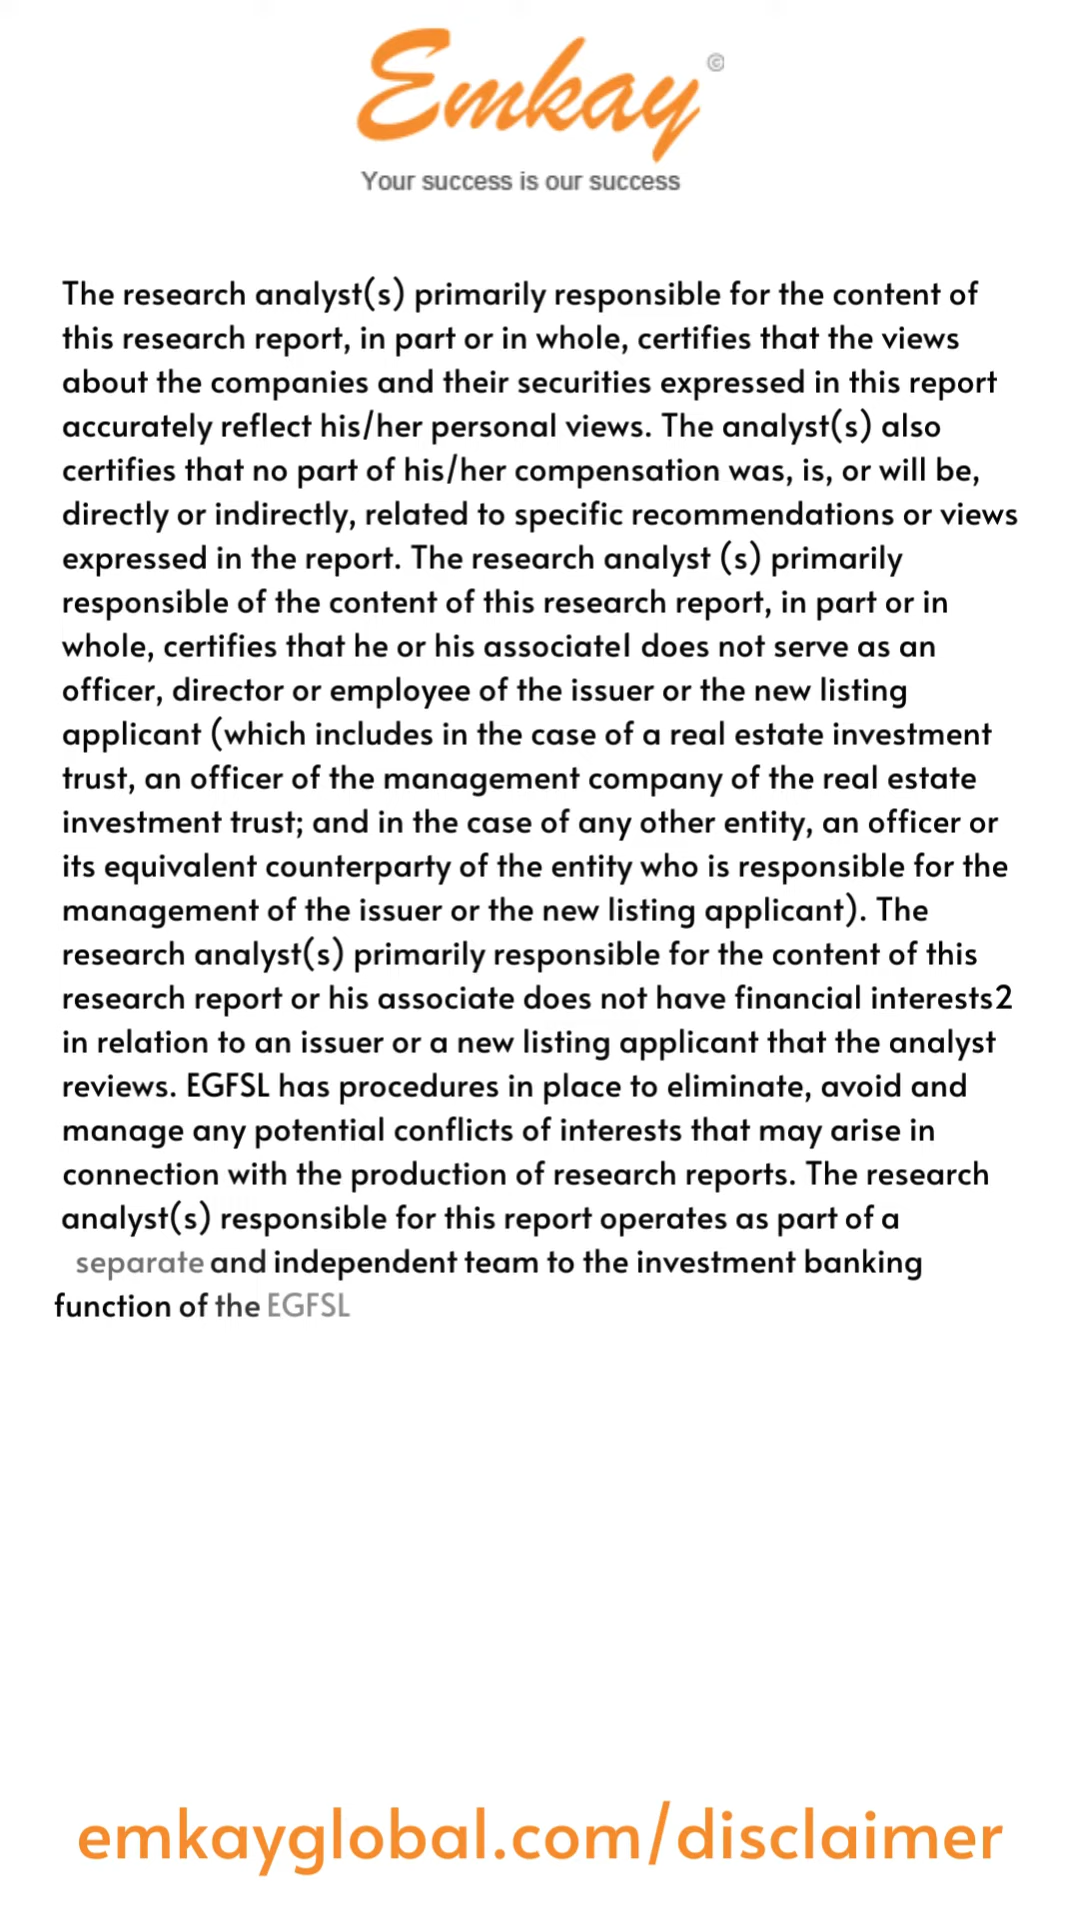 Emkay ©
Your success is our success
The research analyst(s) primarily responsible for the content of
this research report, in part or in whole, certifies that the views
about the companies and their securities expressed in this report
accurately reflect his/her personal views. The analyst(s) also
certifies that no part of his/her compensation was, is, or will be,
directly or indirectly, related to specific recommendations or views
expressed in the report. The research analyst (s) primarily
responsible of the content of this research report, in part or in
whole, certifies that he or his associatel does not serve as an
officer, director or employee of the issuer or the new listing
applicant (which includes in the case of a real estate investment
trust, an officer of the management company of the real estate
investment trust; and in the case of any other entity, an officer or
its equivalent counterparty of the entity who is responsible for the
management of the issuer or the new listing applicant). The
research analyst(s) primarily responsible for the content of this
research report or his associate does not have financial interests2
in relation to an issuer or a new listing applicant that the analyst
reviews. EGFSL has procedures in place to eliminate, avoid and
manage any potential conflicts of interests that may arise in
connection with the production of research reports. The research
analyst(s) responsible for this report operates as part of a
separate and independent team to the investment banking
function of the EGFSL
emkayglobal.com/disclaimer